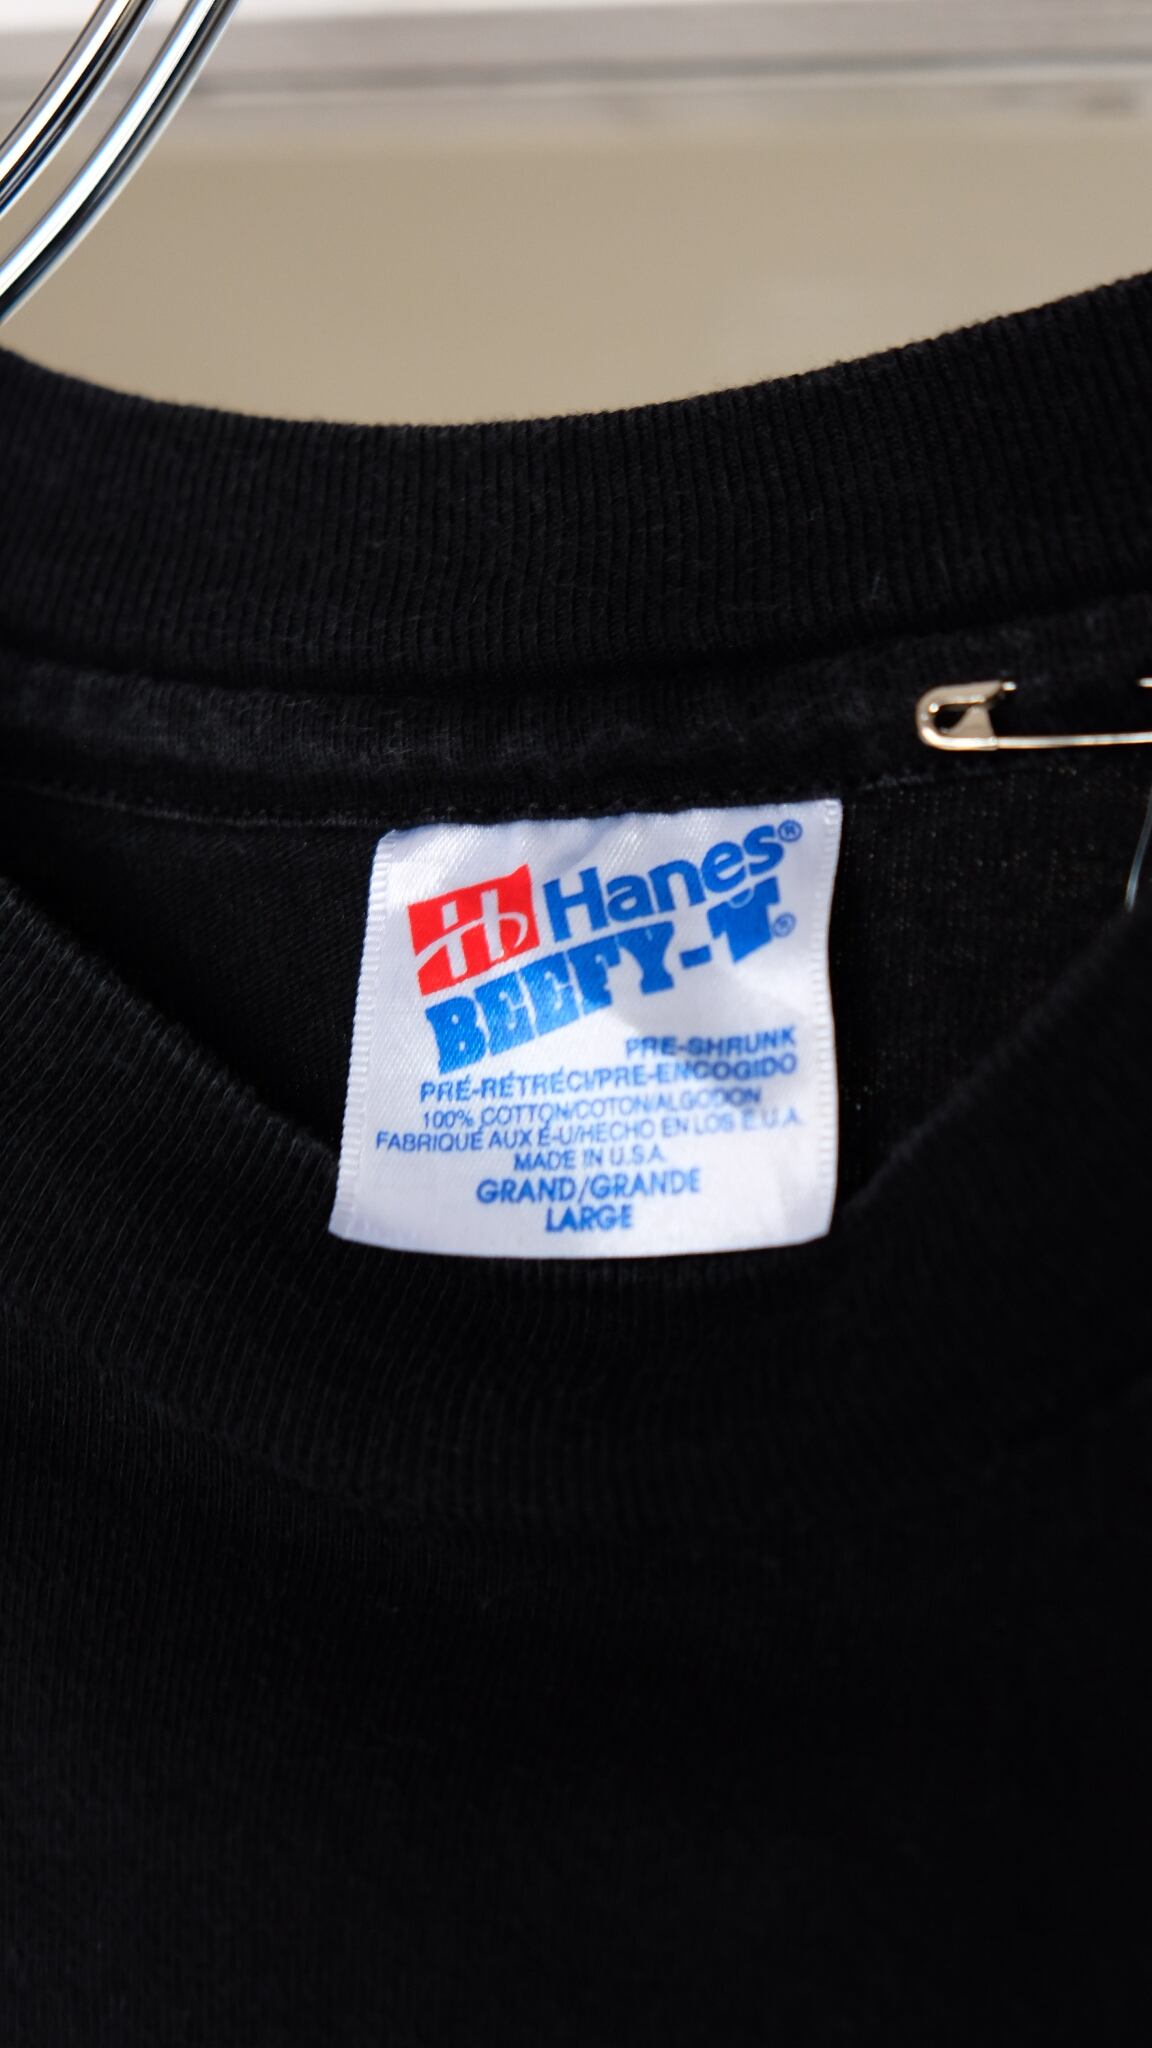 Hanes®
BEEFY-T®
PRE-SHRUNK
PRÉ-RÉTRÉCI/PRE-ENCOGIDO
100% COTTON/COTON/ALGODON
FABRIQUÉ AUX É-U/HECHO EN LOS E.U.A.
MADE IN U.S.A.
GRAND/GRANDE
LARGE